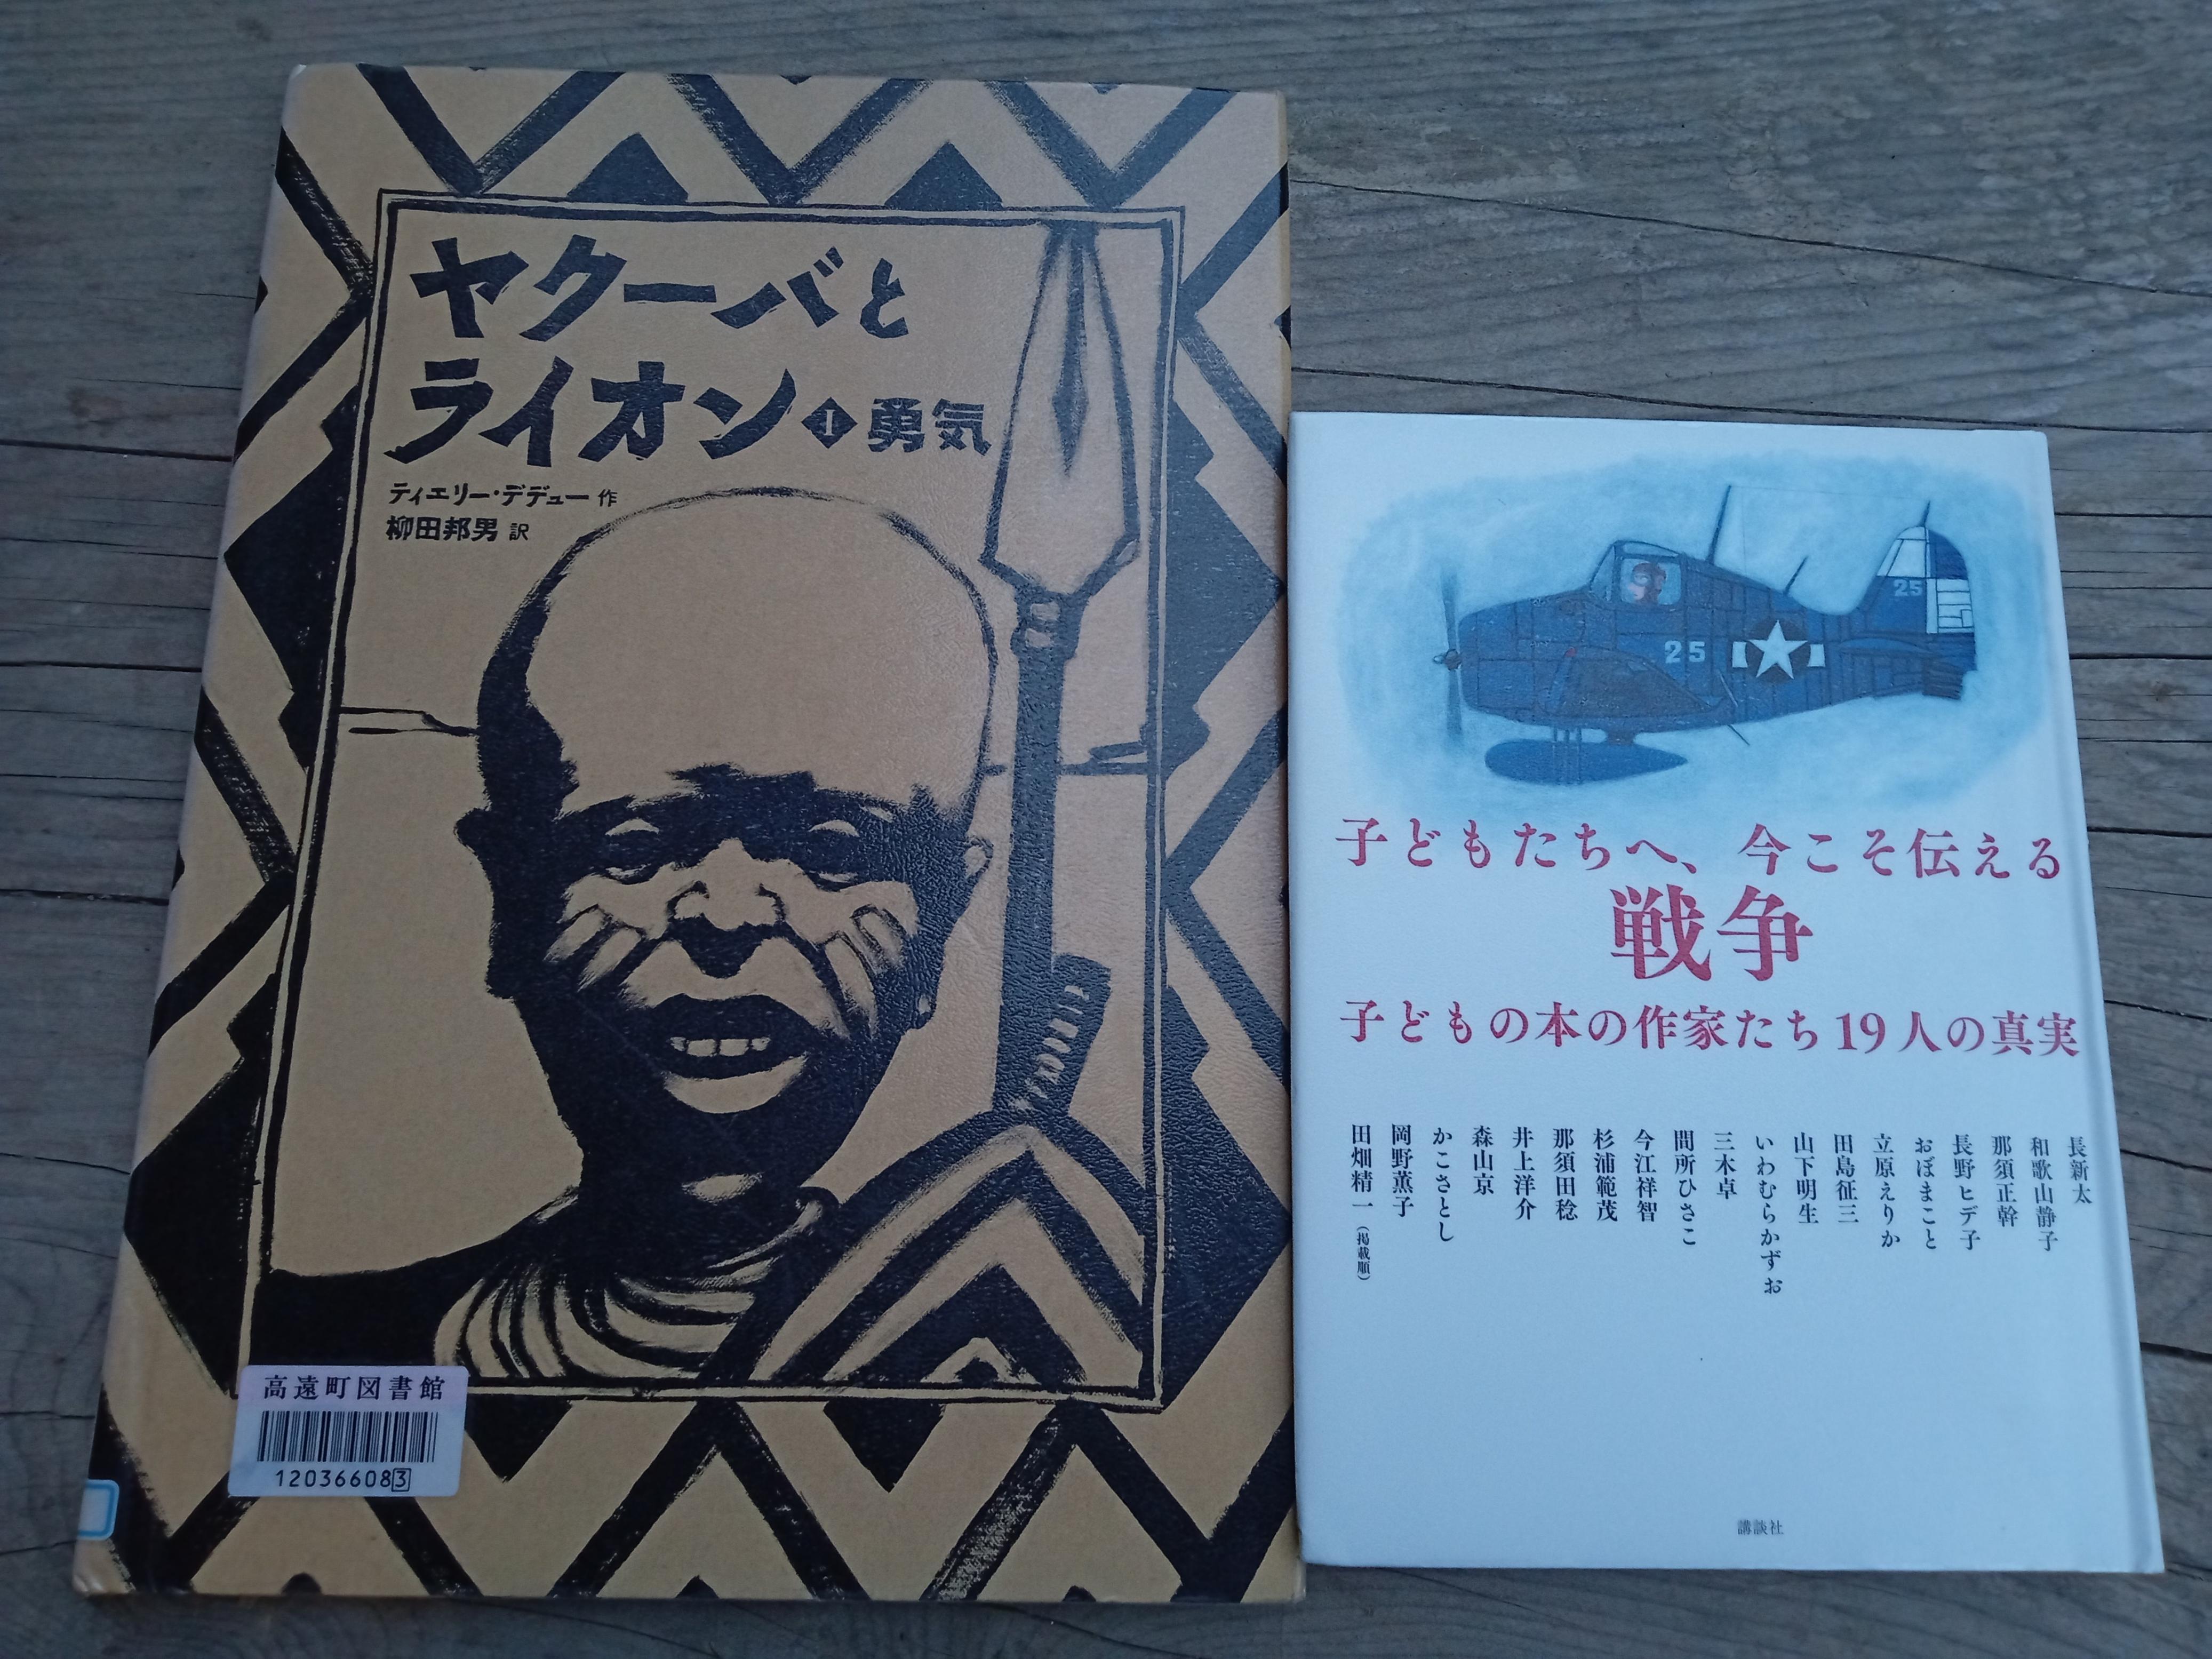 ヤクーバと
ライオン I 勇気
ティエリー・デデュー 作
柳田邦男 訳
高遠町図書館
120366083
25
25
子どもたちへ、今こそ伝える
戦争
子どもの本の作家たち19人の真実
長新太
和歌山静子
那須正幹
長野ヒデ子
おぼまこと
立原えりか
田島征三
山下明生
いわむらかずお
三木卓
間所ひさこ
今江祥智
杉浦範茂
那須田稔
井上洋介
森山京
かこさとし
岡野薫子
田畑精一（掲載順）
講談社